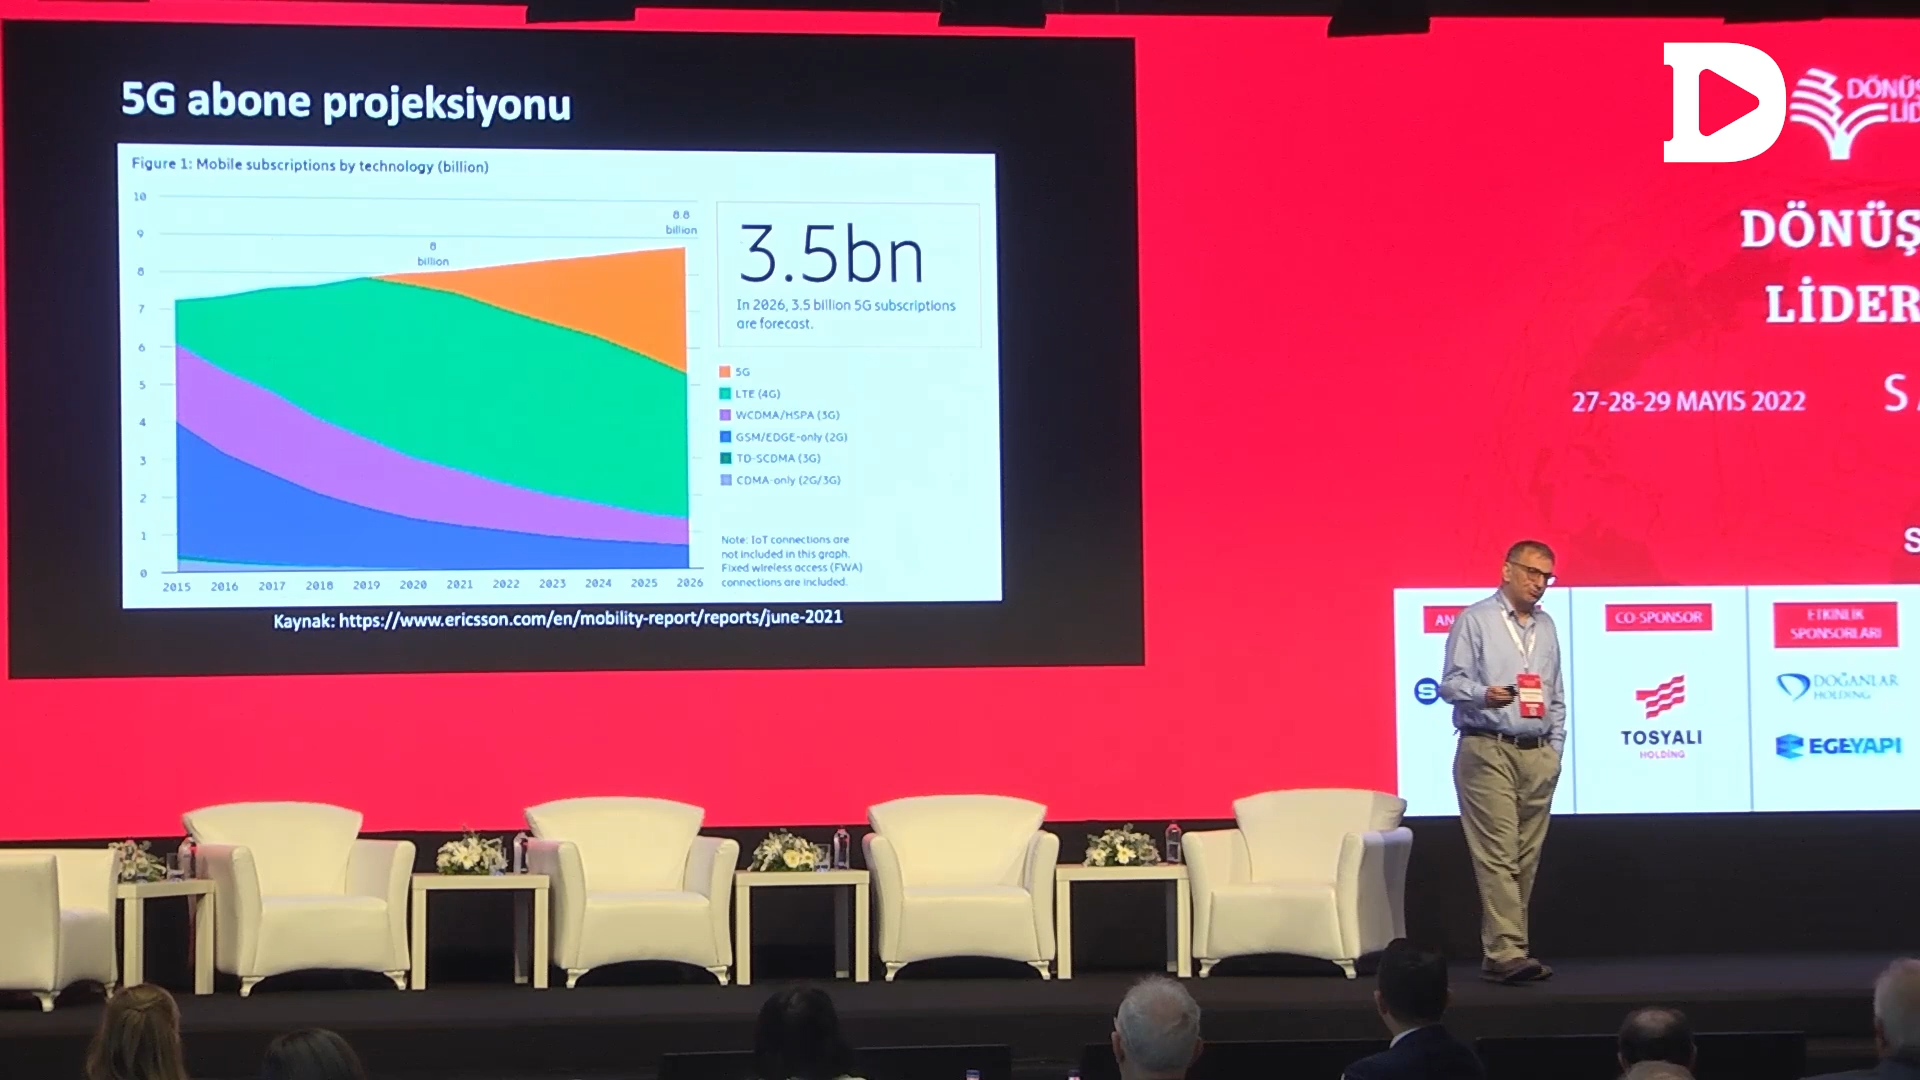 5G abone projeksiyonu
Figure 1: Mobile subscriptions by technology (billion)
10
9
8
7
6
5
4
3
2
1
0
8
billion
8.8
billion
2015 2016 2017 2018 2019 2020 2021 2022 2023 2024 2025 2026
3.5bn
In 2026, 3.5 billion 5G subscriptions
are forecast.
5G
LTE (4G)
WCDMA/HSPA (3G)
GSM/EDGE-only (2G)
TD-SCDMA (3G)
CDMA-only (2G/3G)
Note: IoT connections are
not included in this graph.
Fixed wireless access (FWA)
connections are included.
Kaynak: https://www.ericsson.com/en/mobility-report/reports/june-2021
D
DÖNÜŞ
LİD
DÖNÜŞ
LİDER
27-28-29 MAYIS 2022
CO-SPONSOR
TOSYALI
HOLDİNG
ETKİNLİK
SPONSORLARI
DOĞANLAR
HOLDİNG
EGEYAPI